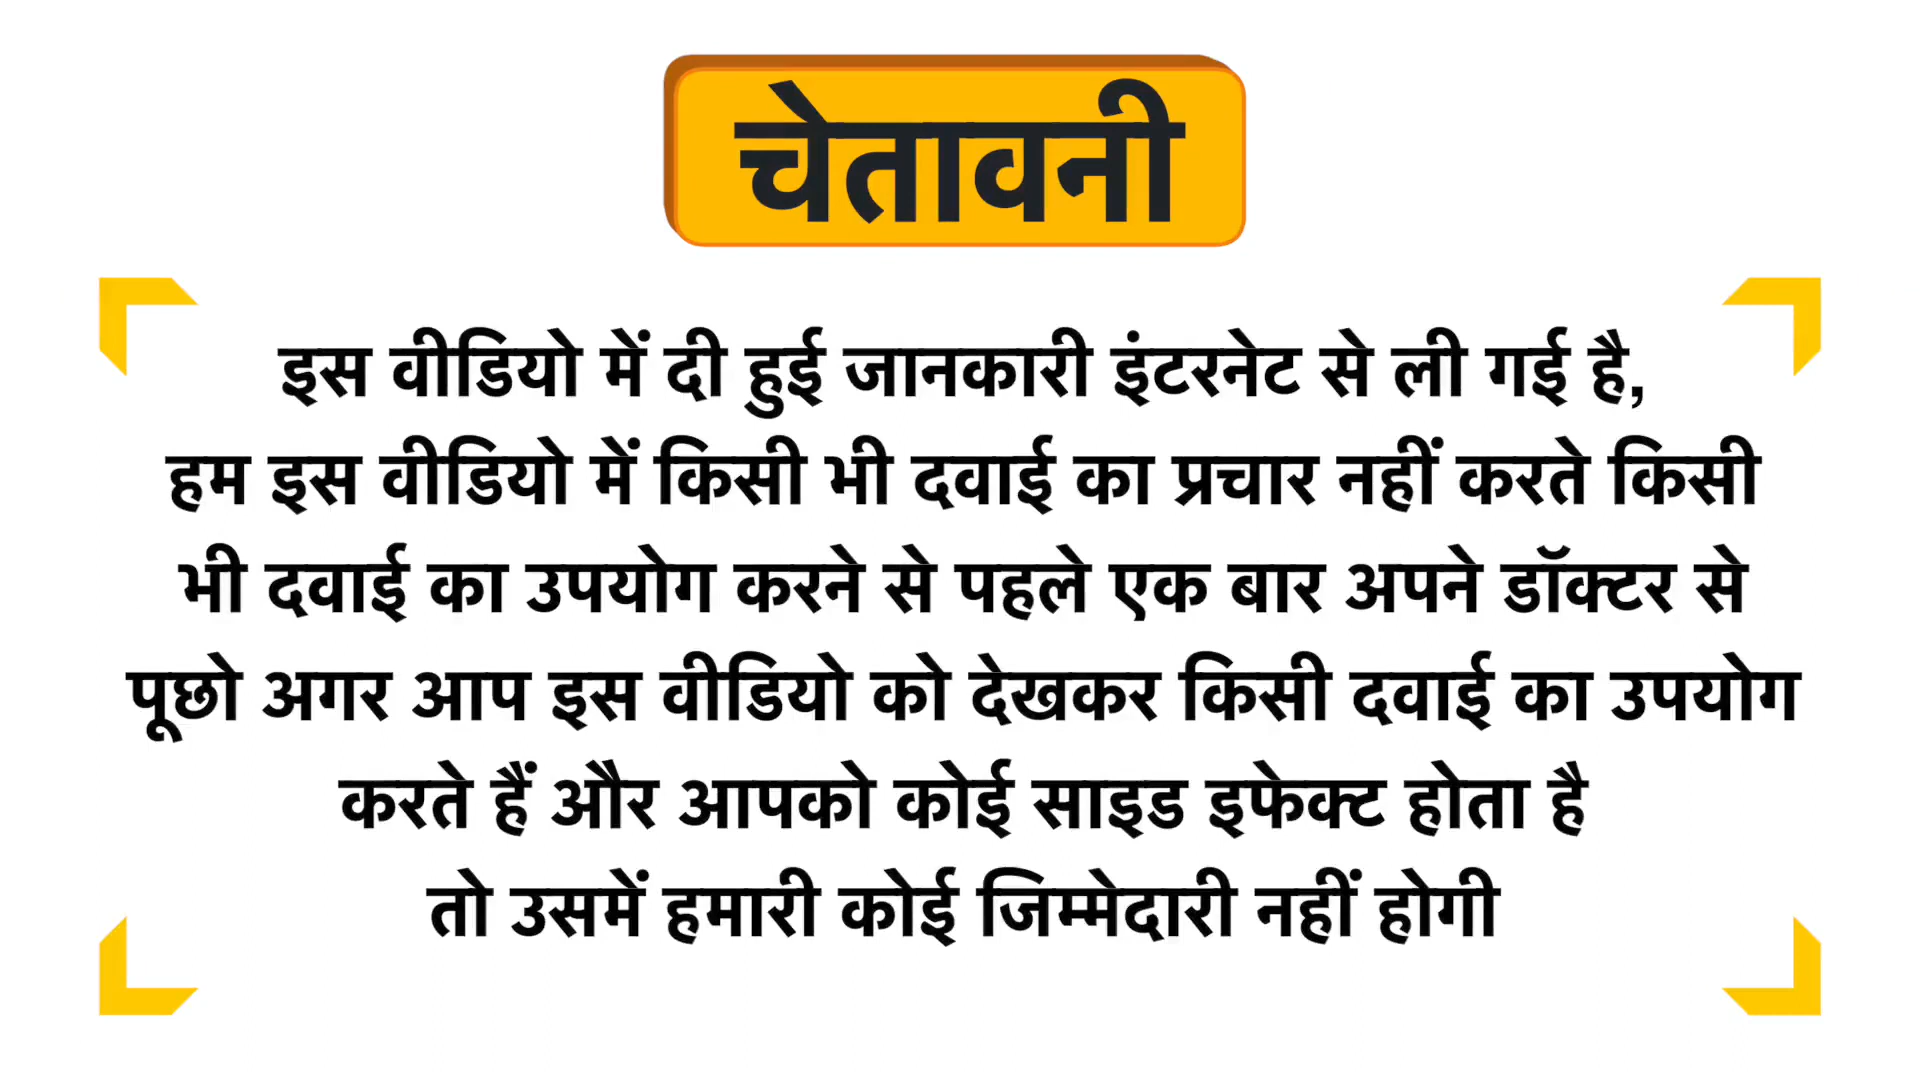 चेतावनी
इस वीडियो में दी हुई जानकारी इंटरनेट से ली गई है,
हम इस वीडियो में किसी भी दवाई का प्रचार नहीं करते किसी
भी दवाई का उपयोग करने से पहले एक बार अपने डॉक्टर से
पूछो अगर आप इस वीडियो को देखकर किसी दवाई का उपयोग
करते हैं और आपको कोई साइड इफेक्ट होता है
तो उसमें हमारी कोई जिम्मेदारी नहीं होगी